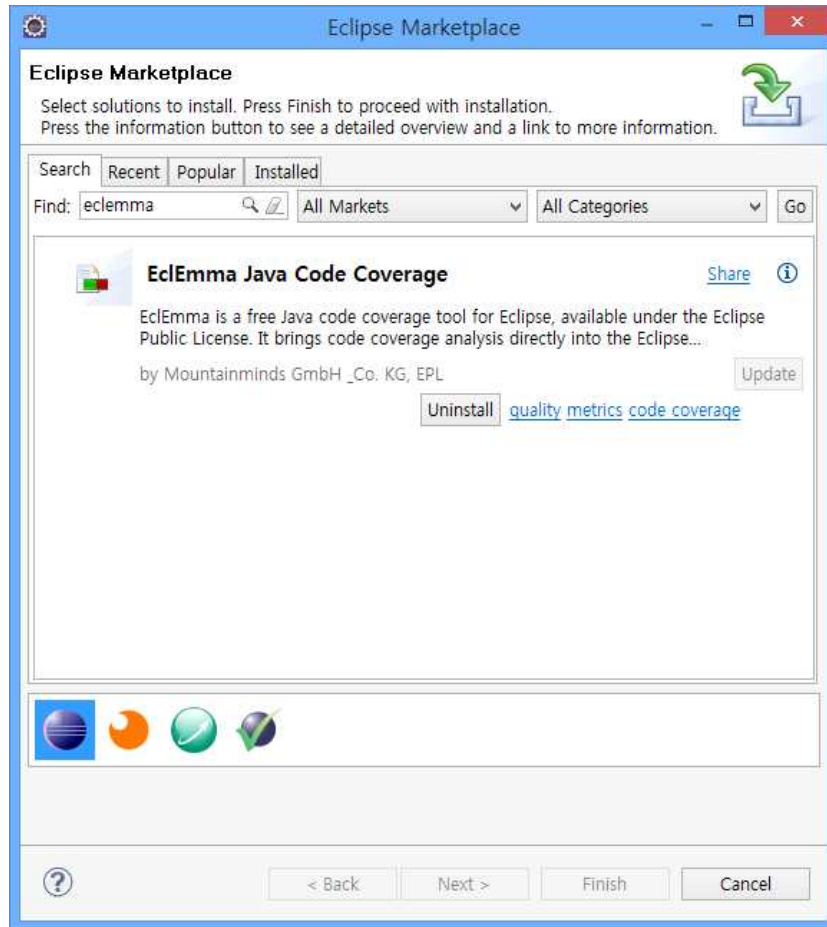 Eclipse Marketplace
Eclipse Marketplace
Select solutions to install. Press Finish to proceed with installation.
Press the information button to see a detailed overview and a link to more information.
Search Recent Popular Installed
Find: eclemma All Markets All Categories Go
EclEmma Java Code Coverage Share
EclEmma is a free Java code coverage tool for Eclipse, available under the Eclipse
Public License. It brings code coverage analysis directly into the Eclipse...
by Mountainminds GmbH _Co. KG, EPL Update
Uninstall quality metrics code coverage
< Back Next > Finish Cancel